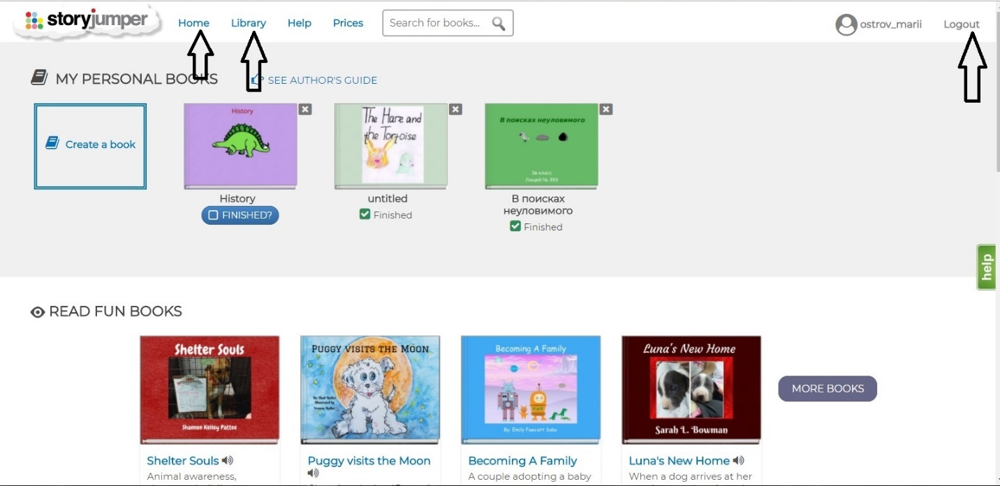 storyjumper
Home Library Help Prices Search for books... ostrov_marii Logout
MY PERSONAL BOOKS SEE AUTHOR'S GUIDE
Create a book
History
The Hare and
the Tortoise
В поисках неуловимого
3в класс
Лицей № 393
History
FINISHED?
untitled
Finished
В поисках
неуловимого
Finished
help
READ FUN BOOKS
Shelter Souls
Shannon Kelley Pattee
PUGGY VISITS THE MOON
Becoming A Family
By: Emily Fawcett Sabo
Luna's New Home
Sarah L. Bowman
MORE BOOKS
Shelter Souls
Animal awareness,
Puggy visits the Moon
Becoming A Family
A couple adopting a baby
Luna's New Home
When a dog arrives at her